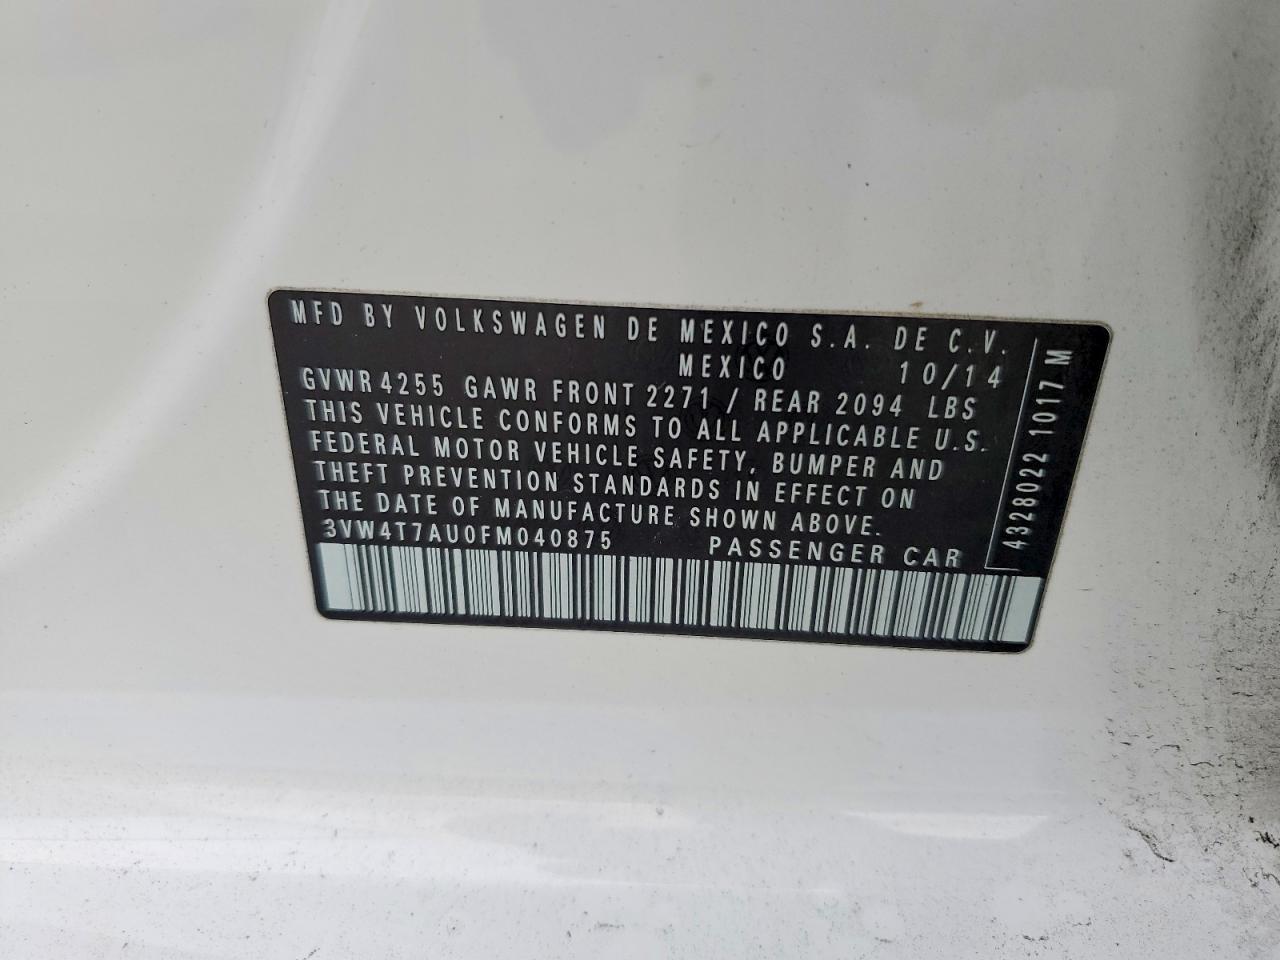 MFD BY VOLKSWAGEN DE MEXICO S.A. DE C.V.
MEXICO 10/14
GVWR 4255 GAWR FRONT 2271 / REAR 2094 LBS
THIS VEHICLE CONFORMS TO ALL APPLICABLE U.S.
FEDERAL MOTOR VEHICLE SAFETY, BUMPER AND
THEFT PREVENTION STANDARDS IN EFFECT ON
THE DATE OF MANUFACTURE SHOWN ABOVE.
3VW4T7AU0FM040875 PASSENGER CAR
4328022 1017 M